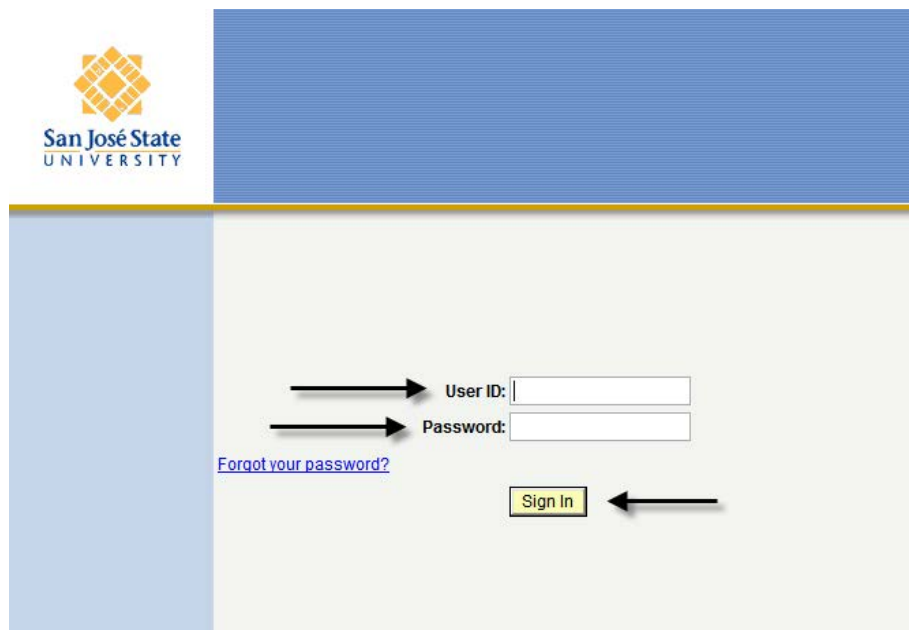 San José State
UNIVERSITY
User ID:
Password:
Forgot your password?
Sign In